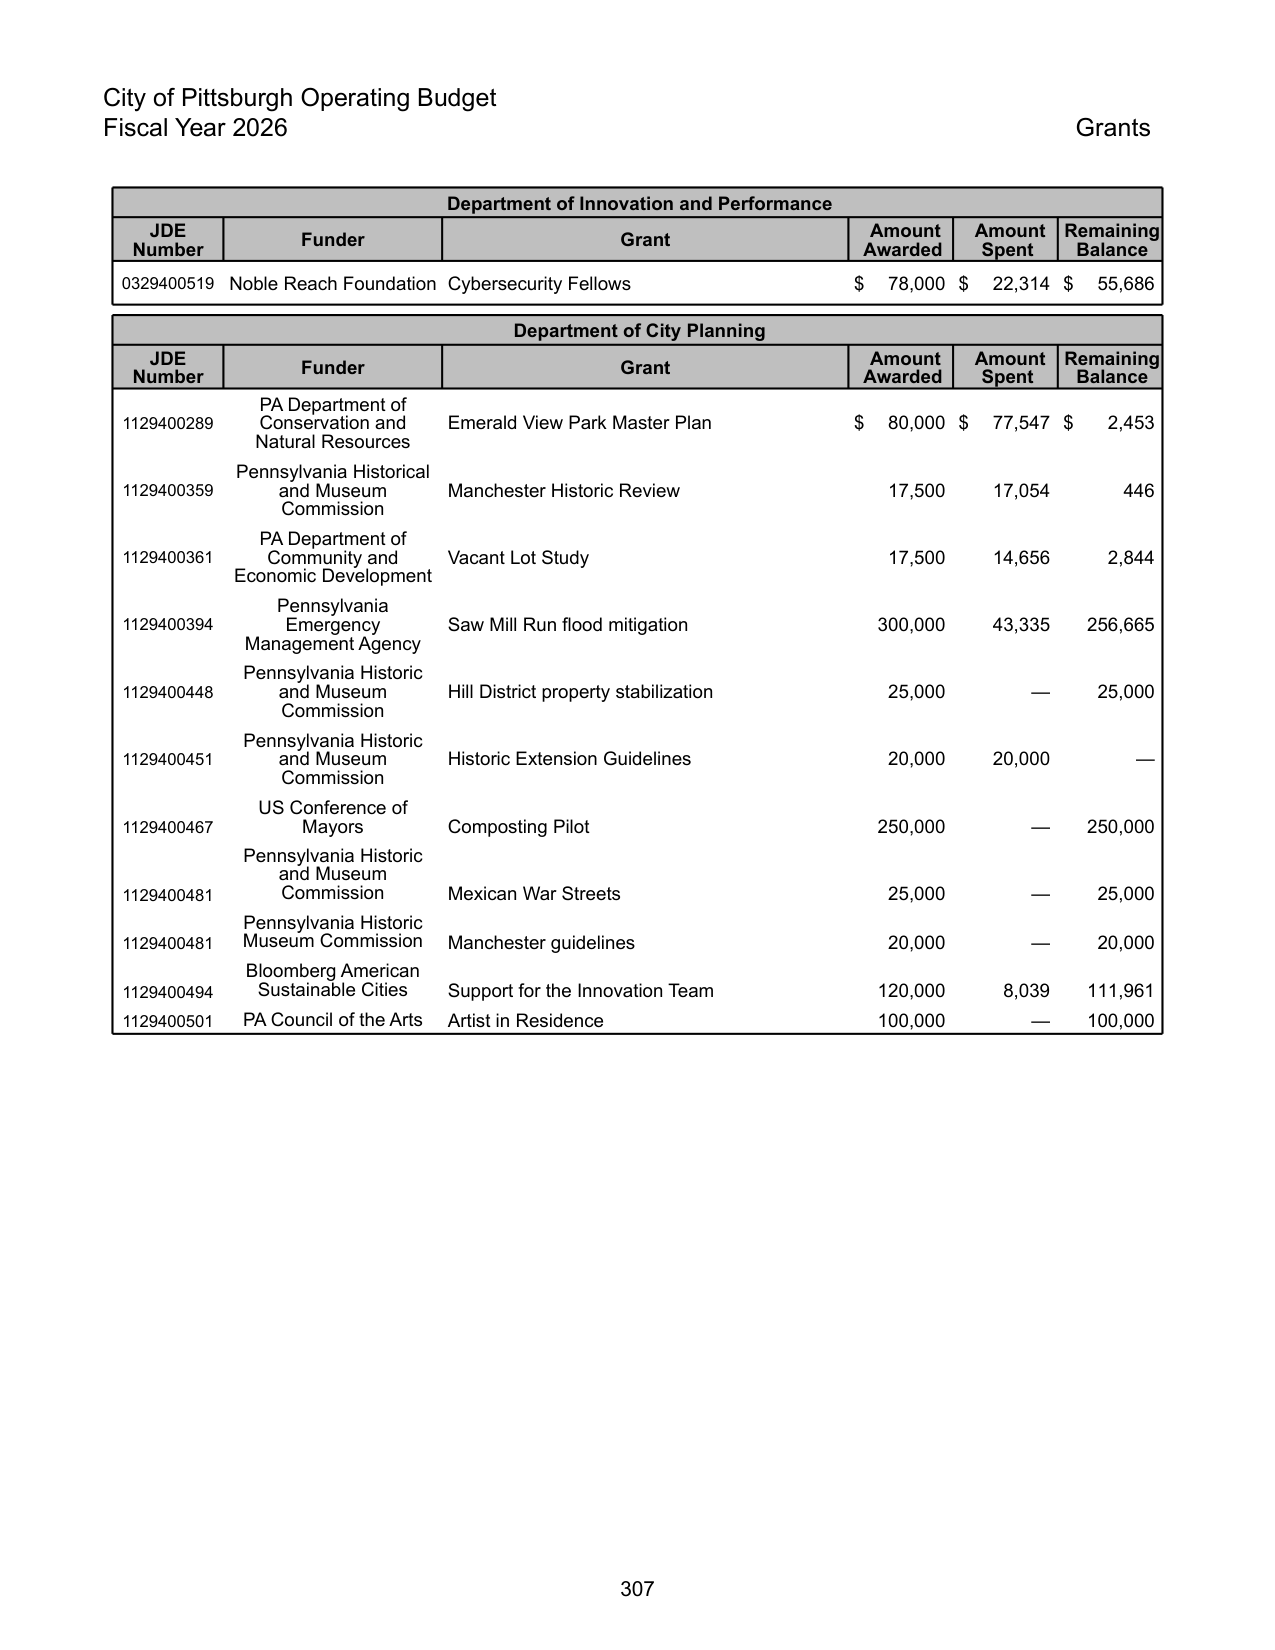 City of Pittsburgh Operating Budget
Fiscal Year 2026 Grants
Department of Innovation and Performance
JDE Number Funder Grant Amount Awarded Amount Spent Remaining Balance
0329400519 Noble Reach Foundation Cybersecurity Fellows $ 78,000 $ 22,314 $ 55,686
Department of City Planning
JDE Number Funder Grant Amount Awarded Amount Spent Remaining Balance
1129400289 PA Department of Conservation and Natural Resources Emerald View Park Master Plan $ 80,000 $ 77,547 $ 2,453
1129400359 Pennsylvania Historical and Museum Commission Manchester Historic Review 17,500 17,054 446
1129400361 PA Department of Community and Economic Development Vacant Lot Study 17,500 14,656 2,844
1129400394 Pennsylvania Emergency Management Agency Saw Mill Run flood mitigation 300,000 43,335 256,665
1129400448 Pennsylvania Historic and Museum Commission Hill District property stabilization 25,000 — 25,000
1129400451 Pennsylvania Historic and Museum Commission Historic Extension Guidelines 20,000 20,000 —
1129400467 US Conference of Mayors Composting Pilot 250,000 — 250,000
1129400481 Pennsylvania Historic and Museum Commission Mexican War Streets 25,000 — 25,000
1129400481 Pennsylvania Historic Museum Commission Manchester guidelines 20,000 — 20,000
1129400494 Bloomberg American Sustainable Cities Support for the Innovation Team 120,000 8,039 111,961
1129400501 PA Council of the Arts Artist in Residence 100,000 — 100,000
307